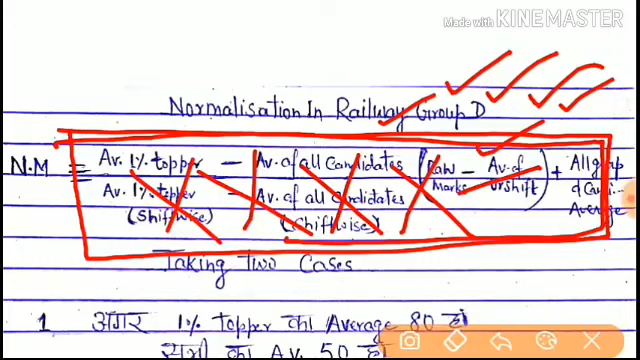 Made with KINEMASTER
Normalisation In Railway Group D
N.M = Av. 1% topper – Av. of all Candidates (Raw Marks – Av. of urshift) + All
Av. 1% topper (Shiftwise) – Av. of all Candidates (Shiftwise)
Average
Taking Two Cases
1 अगर 1% topper का Average 80 हो
सभी का Av. 50 हो